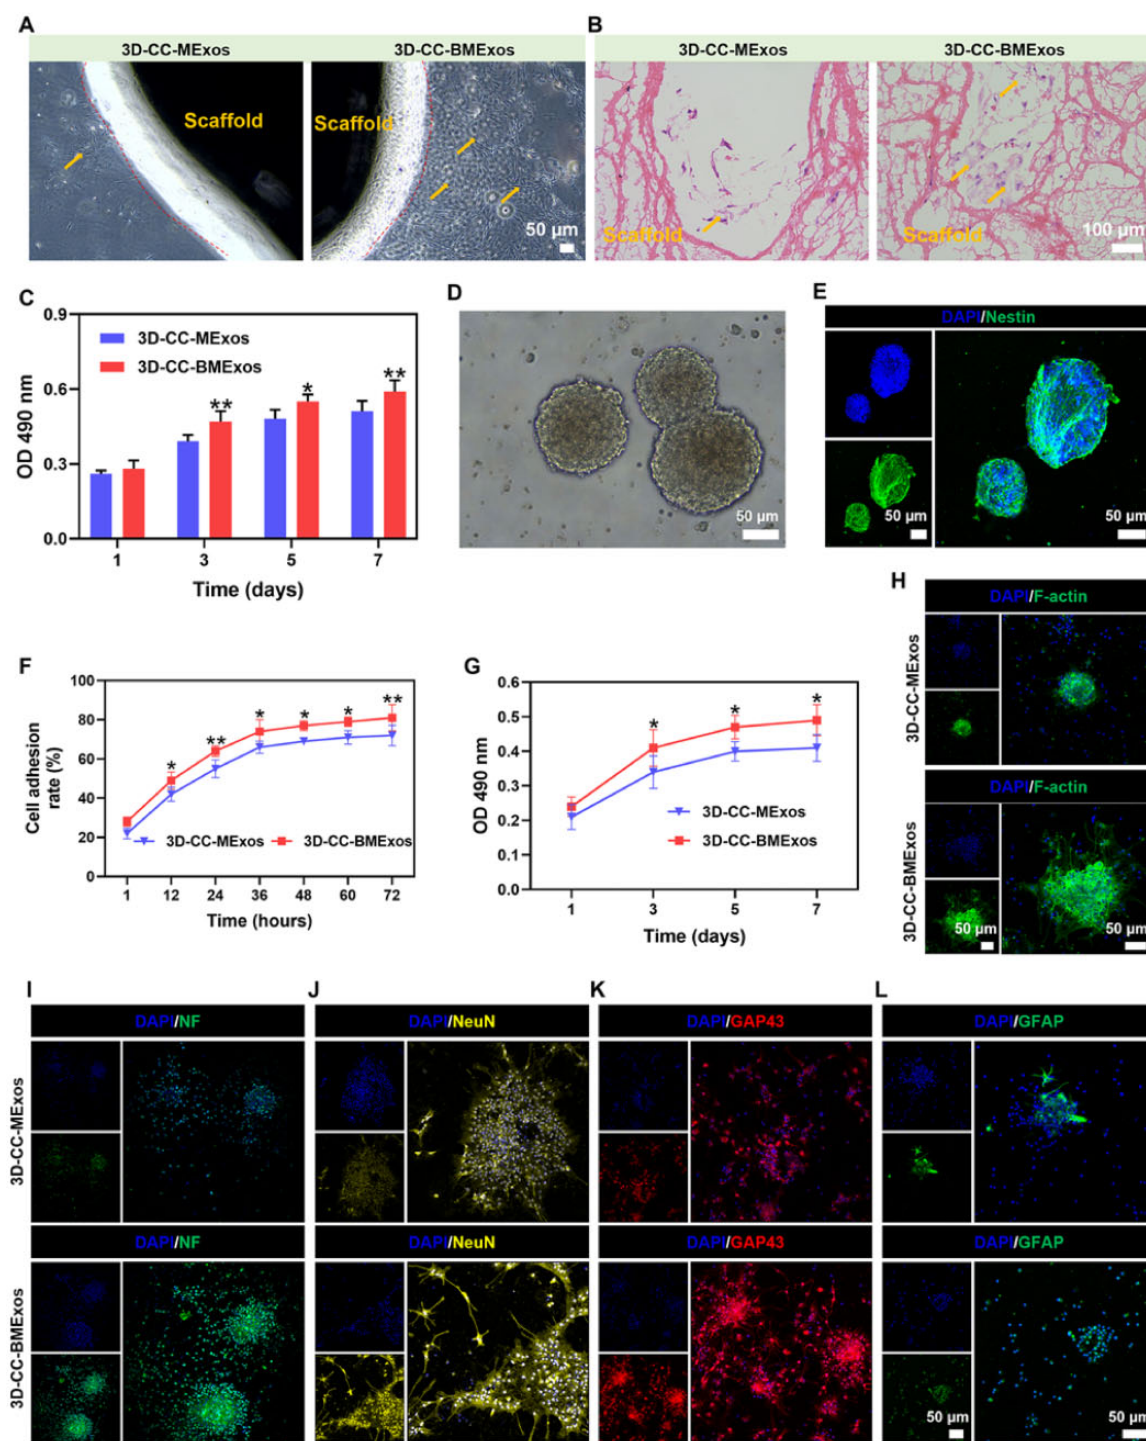 A
3D-CC-MExos
3D-CC-BMExos
Scaffold
Scaffold
50 μm
B
3D-CC-MExos
3D-CC-BMExos
Scaffold
Scaffold
100 μm
C
OD 490 nm
0.9
0.6
0.3
0.0
3D-CC-MExos
3D-CC-BMExos
**
*
**
1 3 5 7
Time (days)
D
50 μm
E
DAPI/Nestin
50 μm
50 μm
F
Cell adhesion
rate (%)
100
80
60
40
20
0
*
**
*
*
*
**
3D-CC-MExos
3D-CC-BMExos
1 12 24 36 48 60 72
Time (hours)
G
OD 490 nm
0.6
0.5
0.4
0.3
0.2
0.1
0.0
*
*
*
3D-CC-MExos
3D-CC-BMExos
1 3 5 7
Time (days)
H
3D-CC-MExos
DAPI/F-actin
3D-CC-BMExos
DAPI/F-actin
50 μm
50 μm
I
J
K
L
3D-CC-MExos
DAPI/NF
DAPI/NeuN
DAPI/GAP43
DAPI/GFAP
3D-CC-BMExos
DAPI/NF
DAPI/NeuN
DAPI/GAP43
DAPI/GFAP
50 μm
50 μm